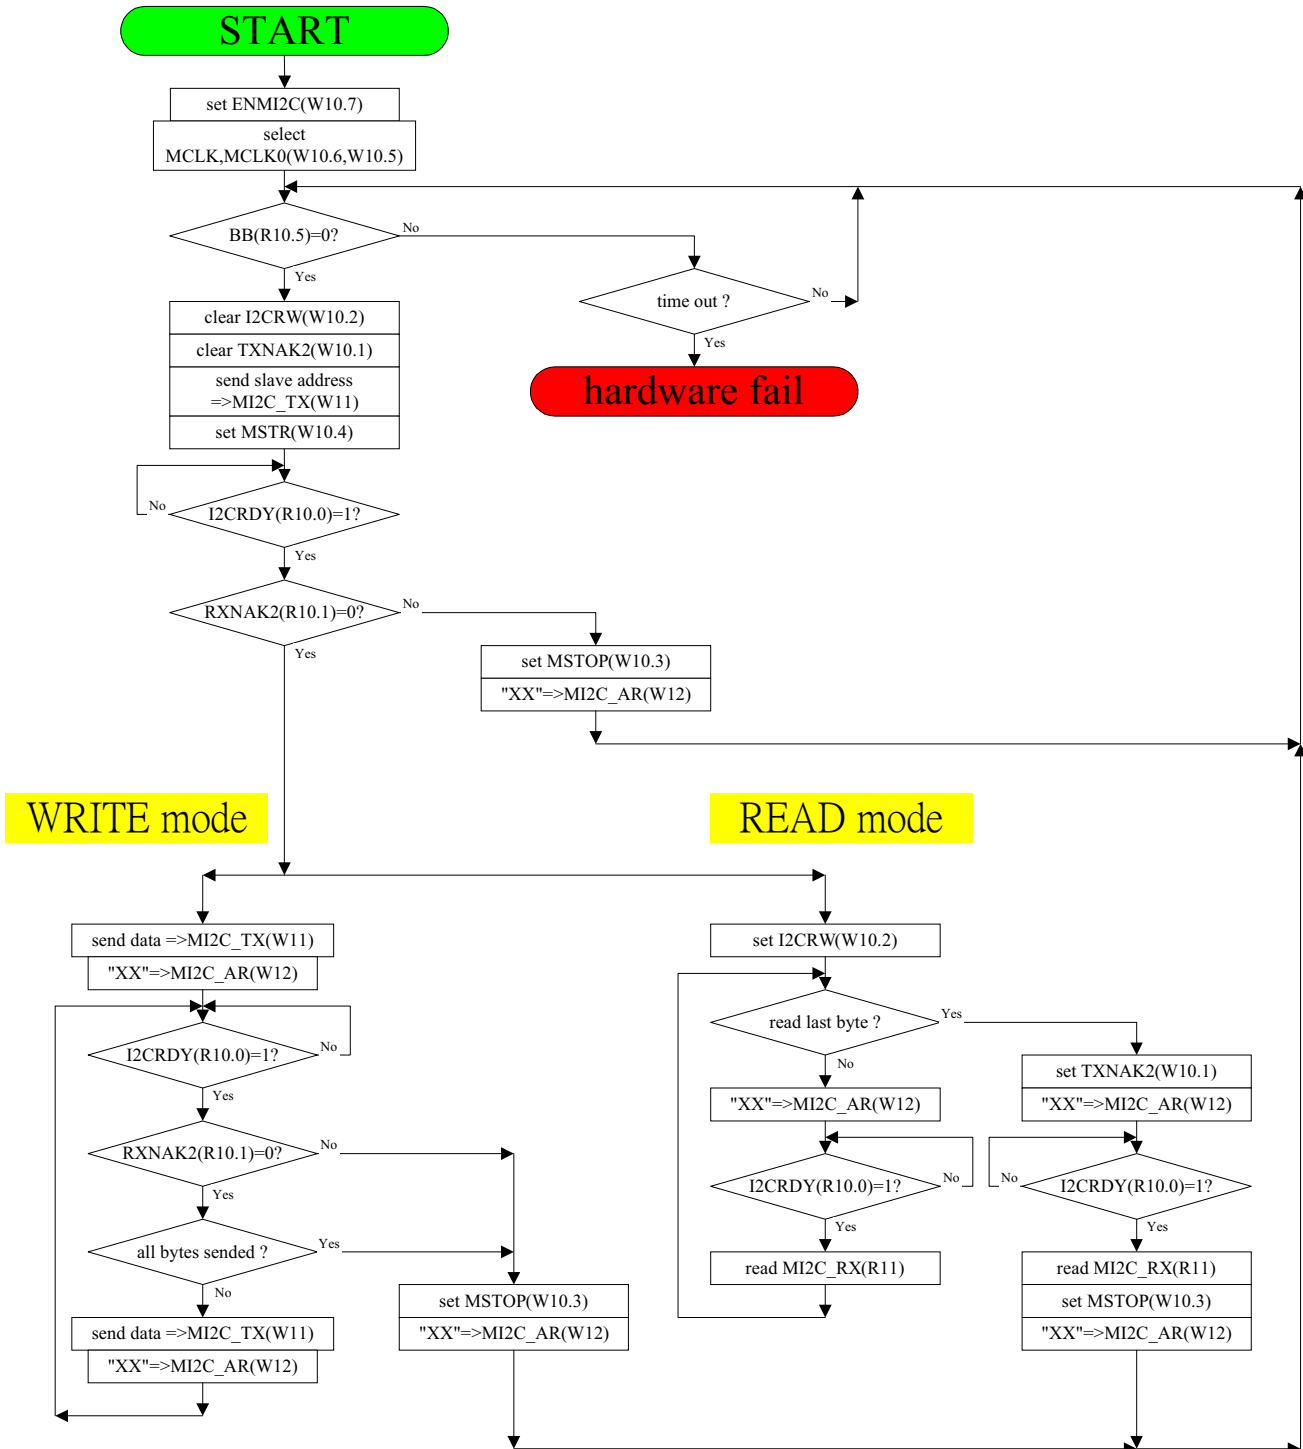 START
set ENMI2C(W10.7)
select
MCLK,MCLK0(W10.6,W10.5)
BB(R10.5)=0?
No
Yes
time out ?
No
Yes
hardware fail
clear I2CRW(W10.2)
clear TXNAK2(W10.1)
send slave address
=>MI2C_TX(W11)
set MSTR(W10.4)
No
I2CRDY(R10.0)=1?
Yes
RXNAK2(R10.1)=0?
No
Yes
set MSTOP(W10.3)
"XX"=>MI2C_AR(W12)
WRITE mode
send data =>MI2C_TX(W11)
"XX"=>MI2C_AR(W12)
I2CRDY(R10.0)=1?
No
Yes
RXNAK2(R10.1)=0?
No
Yes
all bytes sended ?
Yes
No
send data =>MI2C_TX(W11)
"XX"=>MI2C_AR(W12)
set MSTOP(W10.3)
"XX"=>MI2C_AR(W12)
READ mode
set I2CRW(W10.2)
read last byte ?
Yes
No
"XX"=>MI2C_AR(W12)
I2CRDY(R10.0)=1?
No
Yes
read MI2C_RX(R11)
set TXNAK2(W10.1)
"XX"=>MI2C_AR(W12)
No
I2CRDY(R10.0)=1?
Yes
read MI2C_RX(R11)
set MSTOP(W10.3)
"XX"=>MI2C_AR(W12)